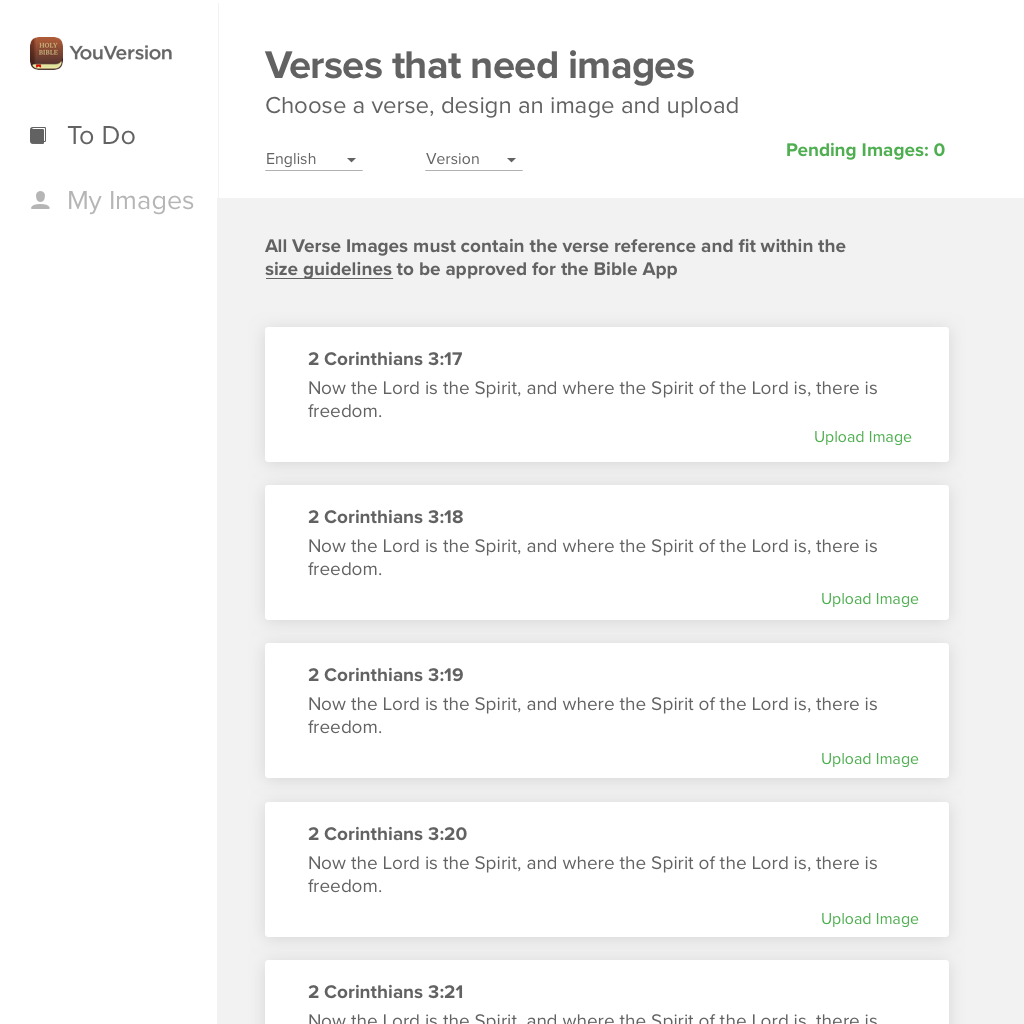 HOLY
BIBLE
YouVersion
To Do
My Images
Verses that need images
Choose a verse, design an image and upload
English
Version
Pending Images: 0
All Verse Images must contain the verse reference and fit within the
size guidelines to be approved for the Bible App
2 Corinthians 3:17
Now the Lord is the Spirit, and where the Spirit of the Lord is, there is
freedom.
Upload Image
2 Corinthians 3:18
Now the Lord is the Spirit, and where the Spirit of the Lord is, there is
freedom.
Upload Image
2 Corinthians 3:19
Now the Lord is the Spirit, and where the Spirit of the Lord is, there is
freedom.
Upload Image
2 Corinthians 3:20
Now the Lord is the Spirit, and where the Spirit of the Lord is, there is
freedom.
Upload Image
2 Corinthians 3:21
Now the Lord is the Spirit, and where the Spirit of the Lord is, there is